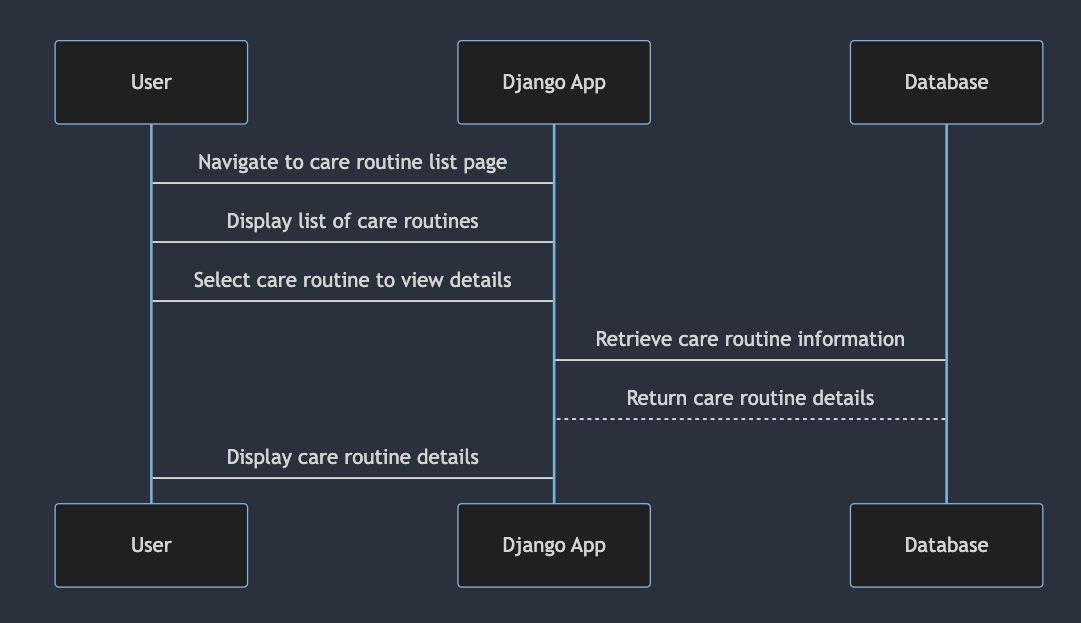 User
Django App
Database
Navigate to care routine list page
Display list of care routines
Select care routine to view details
Retrieve care routine information
Return care routine details
Display care routine details
User
Django App
Database